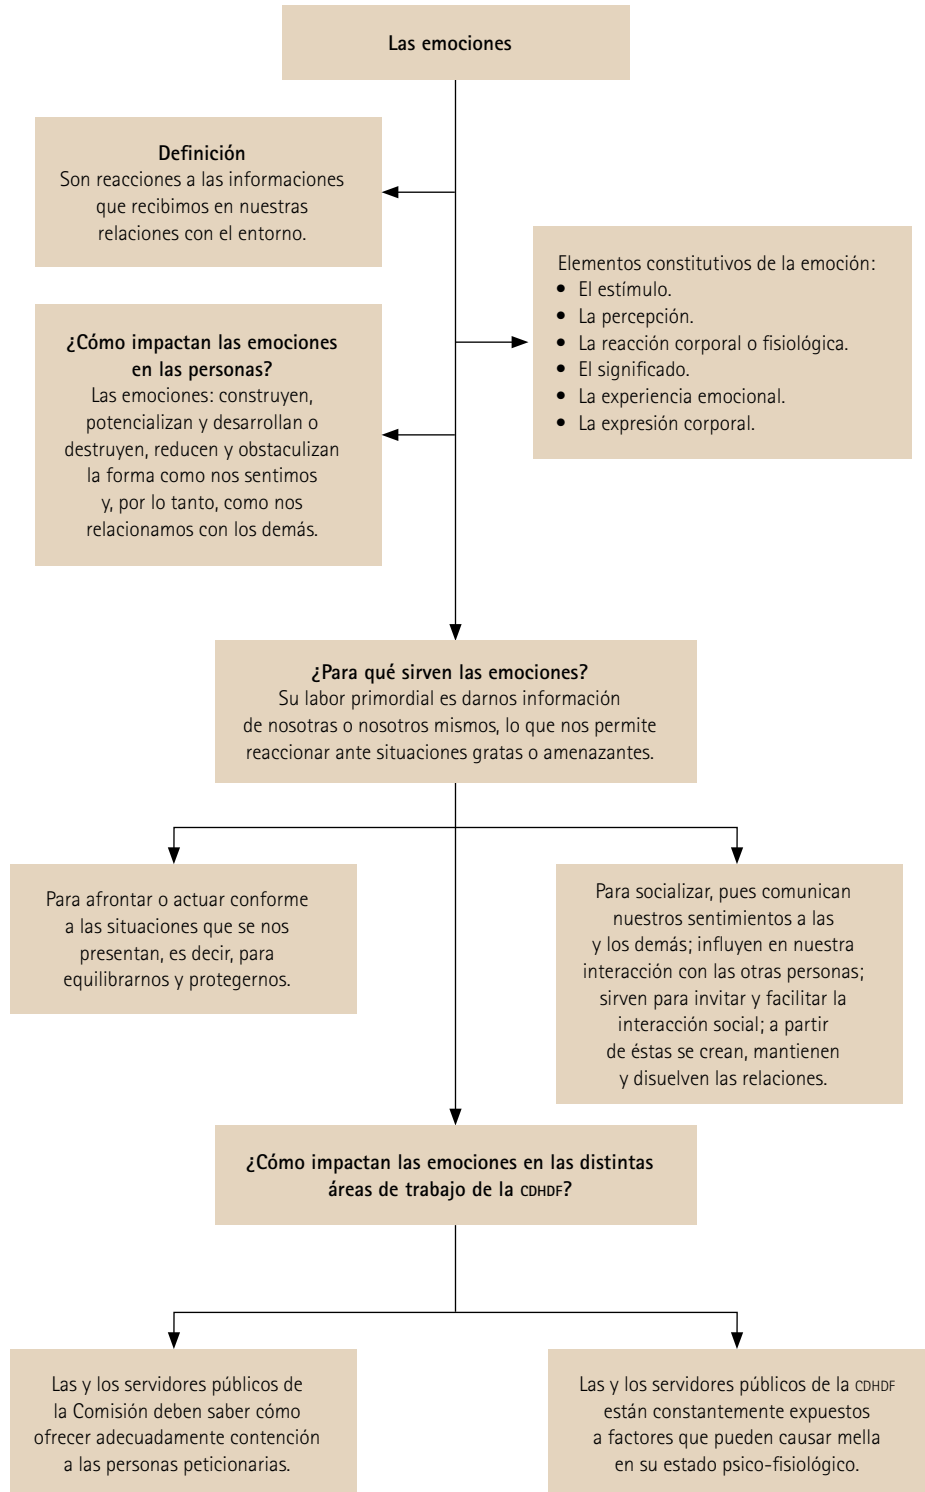 Las emociones
Definición
Son reacciones a las informaciones
que recibimos en nuestras
relaciones con el entorno.
Elementos constitutivos de la emoción:
• El estímulo.
• La percepción.
• La reacción corporal o fisiológica.
• El significado.
• La experiencia emocional.
• La expresión corporal.
¿Cómo impactan las emociones
en las personas?
Las emociones: construyen,
potencializan y desarrollan o
destruyen, reducen y obstaculizan
la forma como nos sentimos
y, por lo tanto, como nos
relacionamos con los demás.
¿Para qué sirven las emociones?
Su labor primordial es darnos información
de nosotras o nosotros mismos, lo que nos permite
reaccionar ante situaciones gratas o amenazantes.
Para afrontar o actuar conforme
a las situaciones que se nos
presentan, es decir, para
equilibrarnos y protegernos.
Para socializar, pues comunican
nuestros sentimientos a las
y los demás; influyen en nuestra
interacción con las otras personas;
sirven para invitar y facilitar la
interacción social; a partir
de éstas se crean, mantienen
y disuelven las relaciones.
¿Cómo impactan las emociones en las distintas
áreas de trabajo de la CDHDF?
Las y los servidores públicos de
la Comisión deben saber cómo
ofrecer adecuadamente contención
a las personas peticionarias.
Las y los servidores públicos de la CDHDF
están constantemente expuestos
a factores que pueden causar mella
en su estado psico-fisiológico.